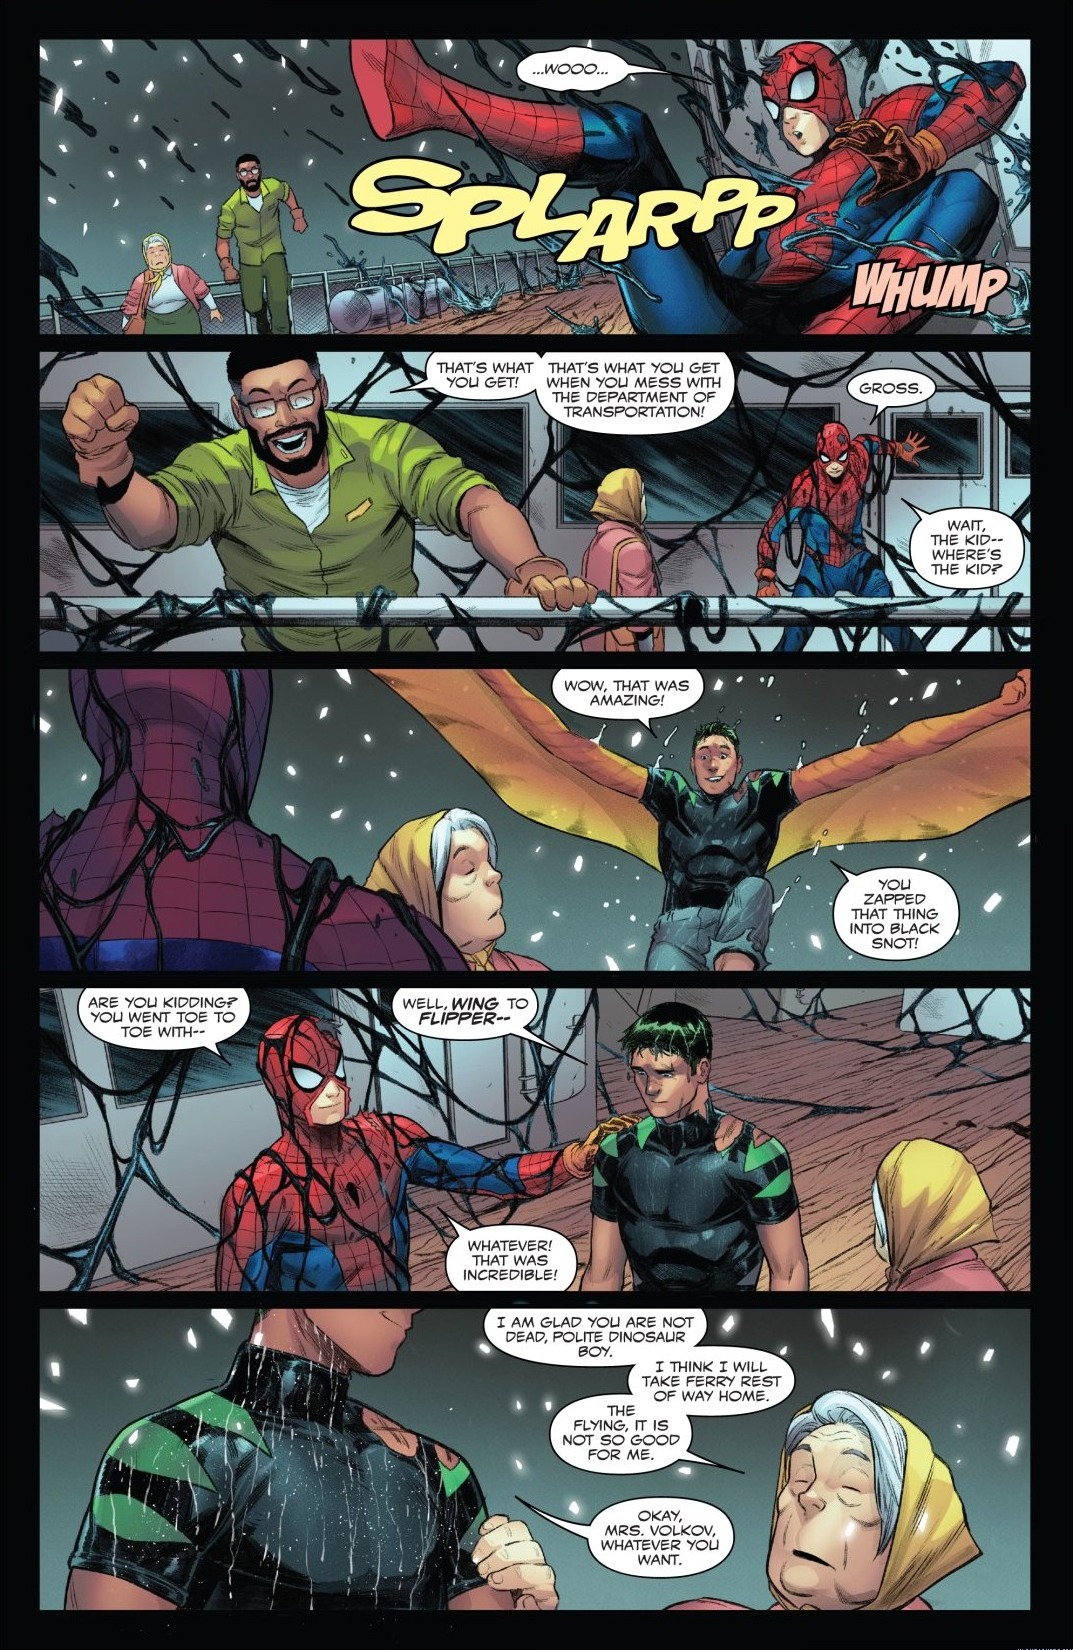 ...WOOO...
SPLARPPP
WHUMP
THAT'S WHAT
YOU GET!
THAT'S WHAT YOU GET
WHEN YOU MESS WITH
THE DEPARTMENT OF
TRANSPORTATION!
GROSS.
WAIT,
THE KID--
WHERE'S
THE KID?
WOW, THAT WAS
AMAZING!
YOU
ZAPPED
THAT THING
INTO BLACK
SNOT!
ARE YOU KIDDING?
YOU WENT TOE TO
TOE WITH--
WELL, WING TO
FLIPPER--
WHATEVER!
THAT WAS
INCREDIBLE!
I AM GLAD YOU ARE NOT
DEAD, POLITE DINOSAUR
BOY.
I THINK I WILL
TAKE FERRY REST
OF WAY HOME.
THE
FLYING, IT IS
NOT SO GOOD
FOR ME.
OKAY,
MRS. VOLKOV,
WHATEVER YOU
WANT.